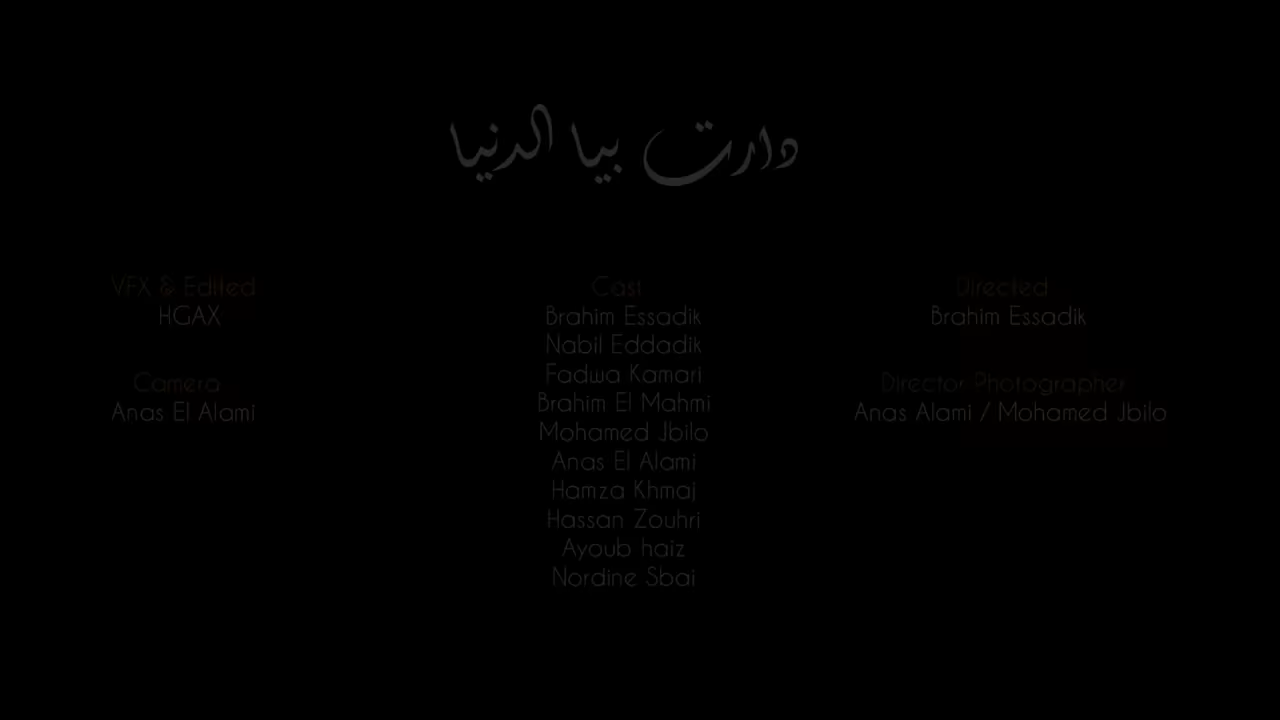 دارت بيا الدنيا
VFX & Edited
HGAX
Camera
Anas El Alami
Cast
Brahim Essadik
Nabil Eddadik
Fadwa Kamari
Brahim El Mahmi
Mohamed Jbilo
Anas El Alami
Hamza Khmaj
Hassan Zouhri
Ayoub haiz
Nordine Sbai
Directed
Brahim Essadik
Director Photographer
Anas Alami / Mohamed Jbilo